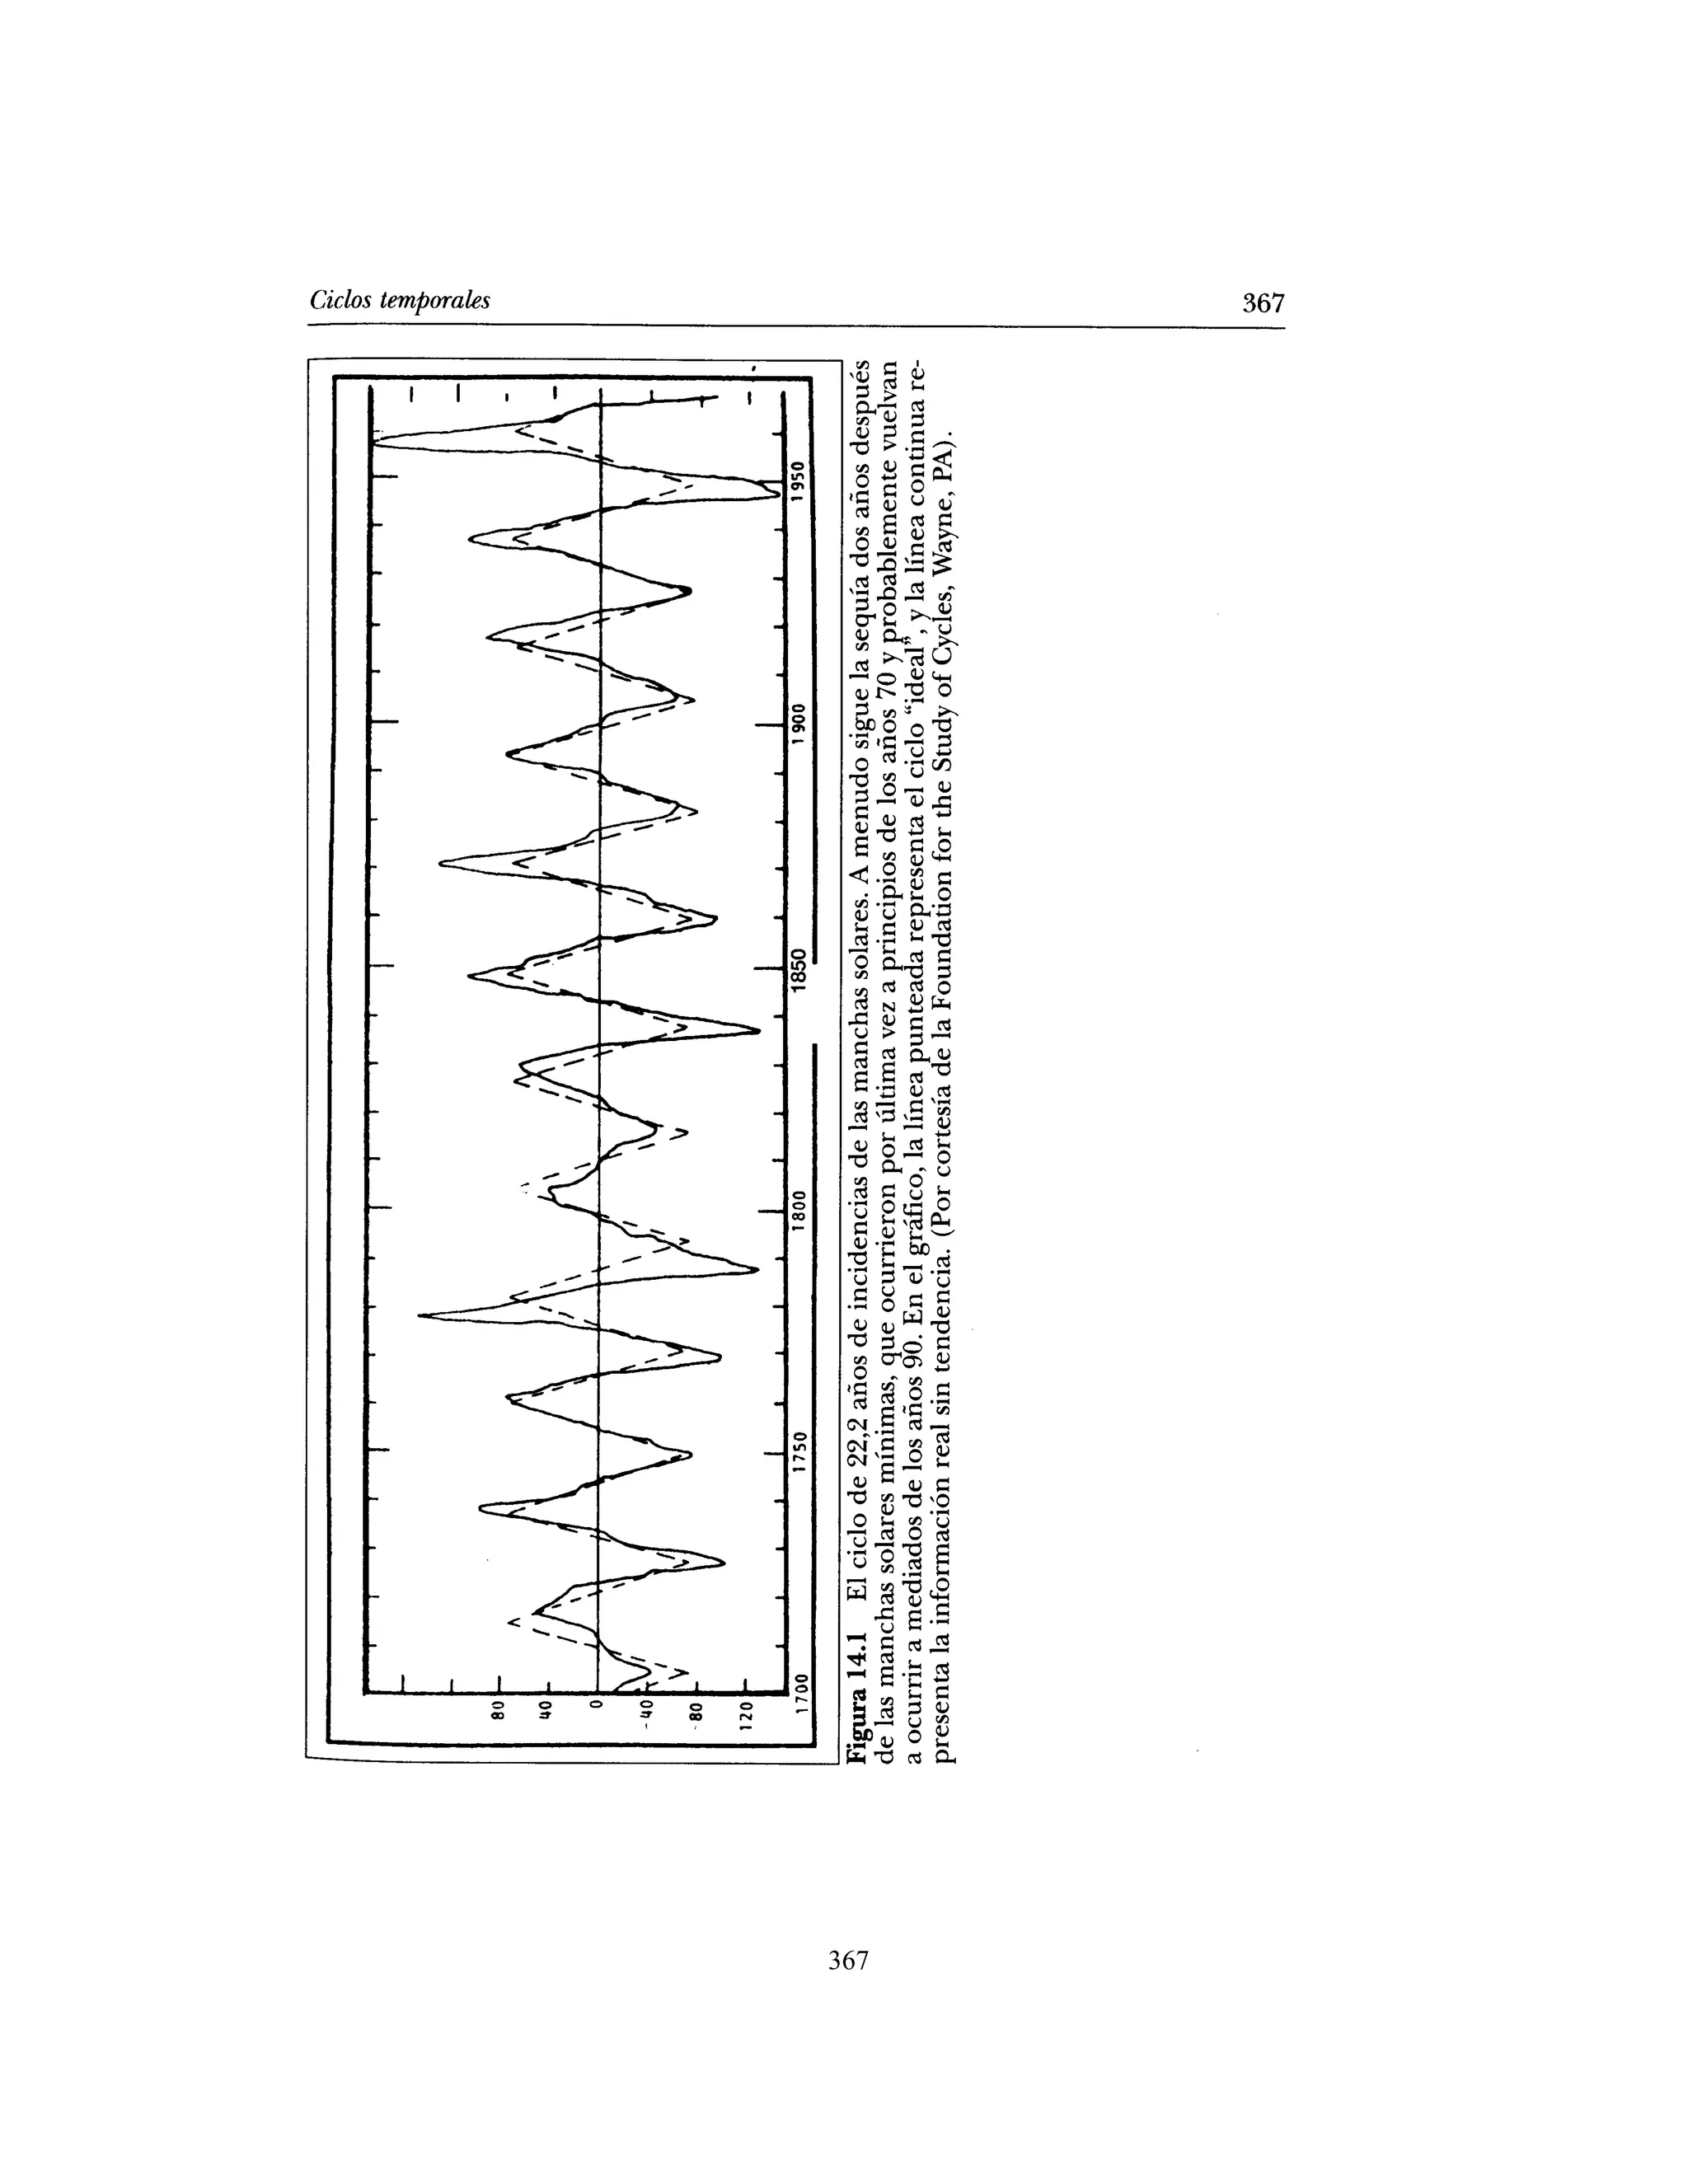 Ciclos temporales 367
80
40
0
-40
-80
120
1700
1750
1800
1850
1900
1950
Figura 14.1 El ciclo de 22,2 años de incidencias de las manchas solares. A menudo sigue la sequía dos años después
de las manchas solares mínimas, que ocurrieron por última vez a principios de los años 70 y probablemente vuelvan
a ocurrir a mediados de los años 90. En el gráfico, la línea punteada representa el ciclo “ideal”, y la línea continua re-
presenta la información real sin tendencia. (Por cortesía de la Foundation for the Study of Cycles, Wayne, PA).
367